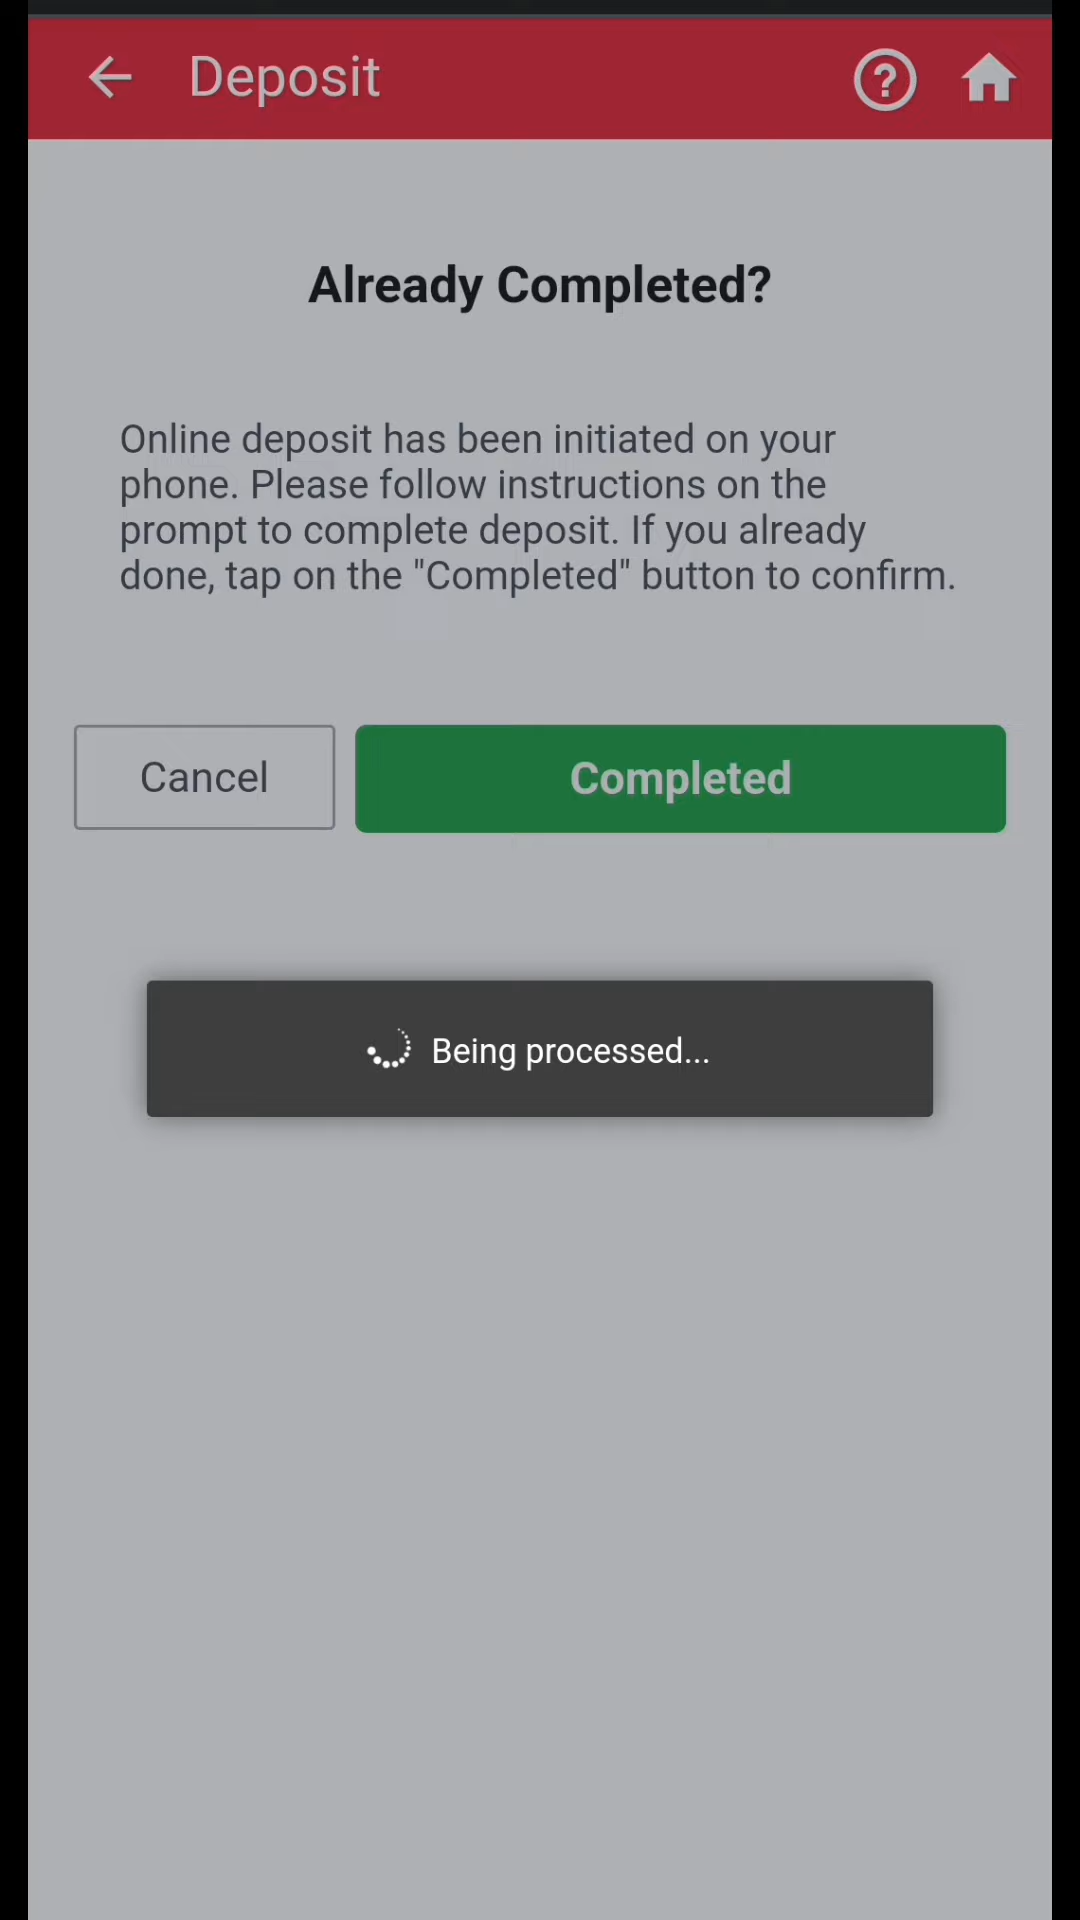 Deposit
Already Completed?
Online deposit has been initiated on your
phone. Please follow instructions on the
prompt to complete deposit. If you already
done, tap on the "Completed" button to confirm.
Cancel
Completed
Being processed...